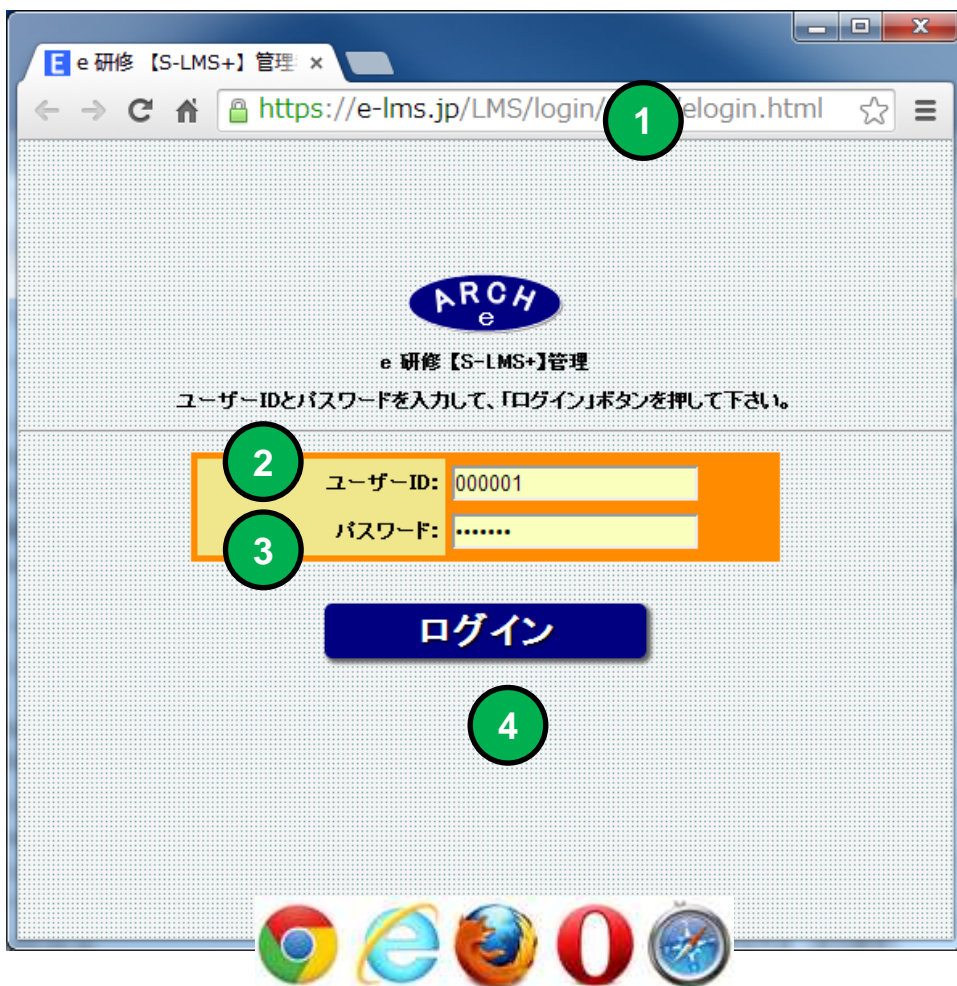 e 研修 【S-LMS+】管理
https://e-lms.jp/LMS/login/ elogin.html
1
ARCH
e
e 研修【S-LMS+】管理
ユーザーIDとパスワードを入力して、「ログイン」ボタンを押して下さい。
2
ユーザーID: 000001
3
パスワード: •••••••
ログイン
4